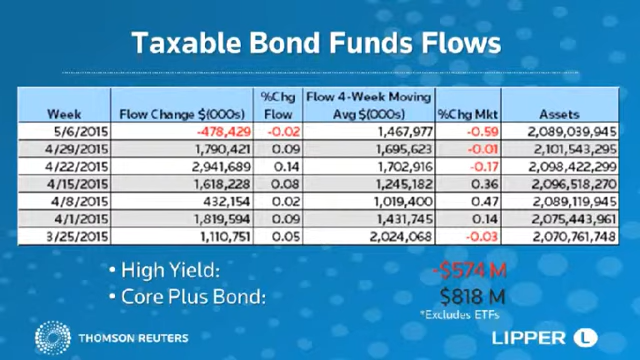 Taxable Bond Funds Flows
Week Flow Change $(000s) %Chg Flow Flow 4-Week Moving Avg $(000s) %Chg Mkt Assets
5/6/2015 -478,429 -0.02 1,467,977 -0.59 2,089,039,945
4/29/2015 1,790,421 0.09 1,695,623 -0.01 2,101,543,295
4/22/2015 2,941,689 0.14 1,702,916 -0.17 2,098,422,299
4/15/2015 1,618,228 0.08 1,245,182 0.36 2,096,518,270
4/8/2015 432,154 0.02 1,019,400 0.47 2,089,119,945
4/1/2015 1,819,594 0.09 1,431,745 0.14 2,075,443,961
3/25/2015 1,110,751 0.05 2,024,068 -0.03 2,070,761,748
• High Yield: -$574 M
• Core Plus Bond: $818 M
*Excludes ETFs
THOMSON REUTERS
LIPPER L